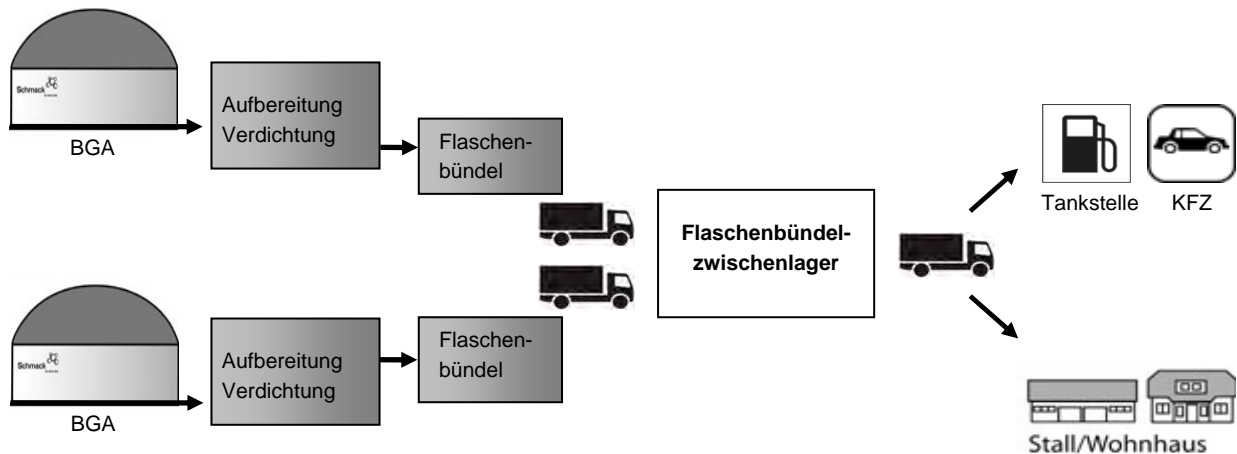 Schmack
BGA
Aufbereitung
Verdichtung
Flaschen-
bündel
Flaschenbündel-
zwischenlager
Tankstelle
KFZ
Schmack
BGA
Aufbereitung
Verdichtung
Flaschen-
bündel
Stall/Wohnhaus